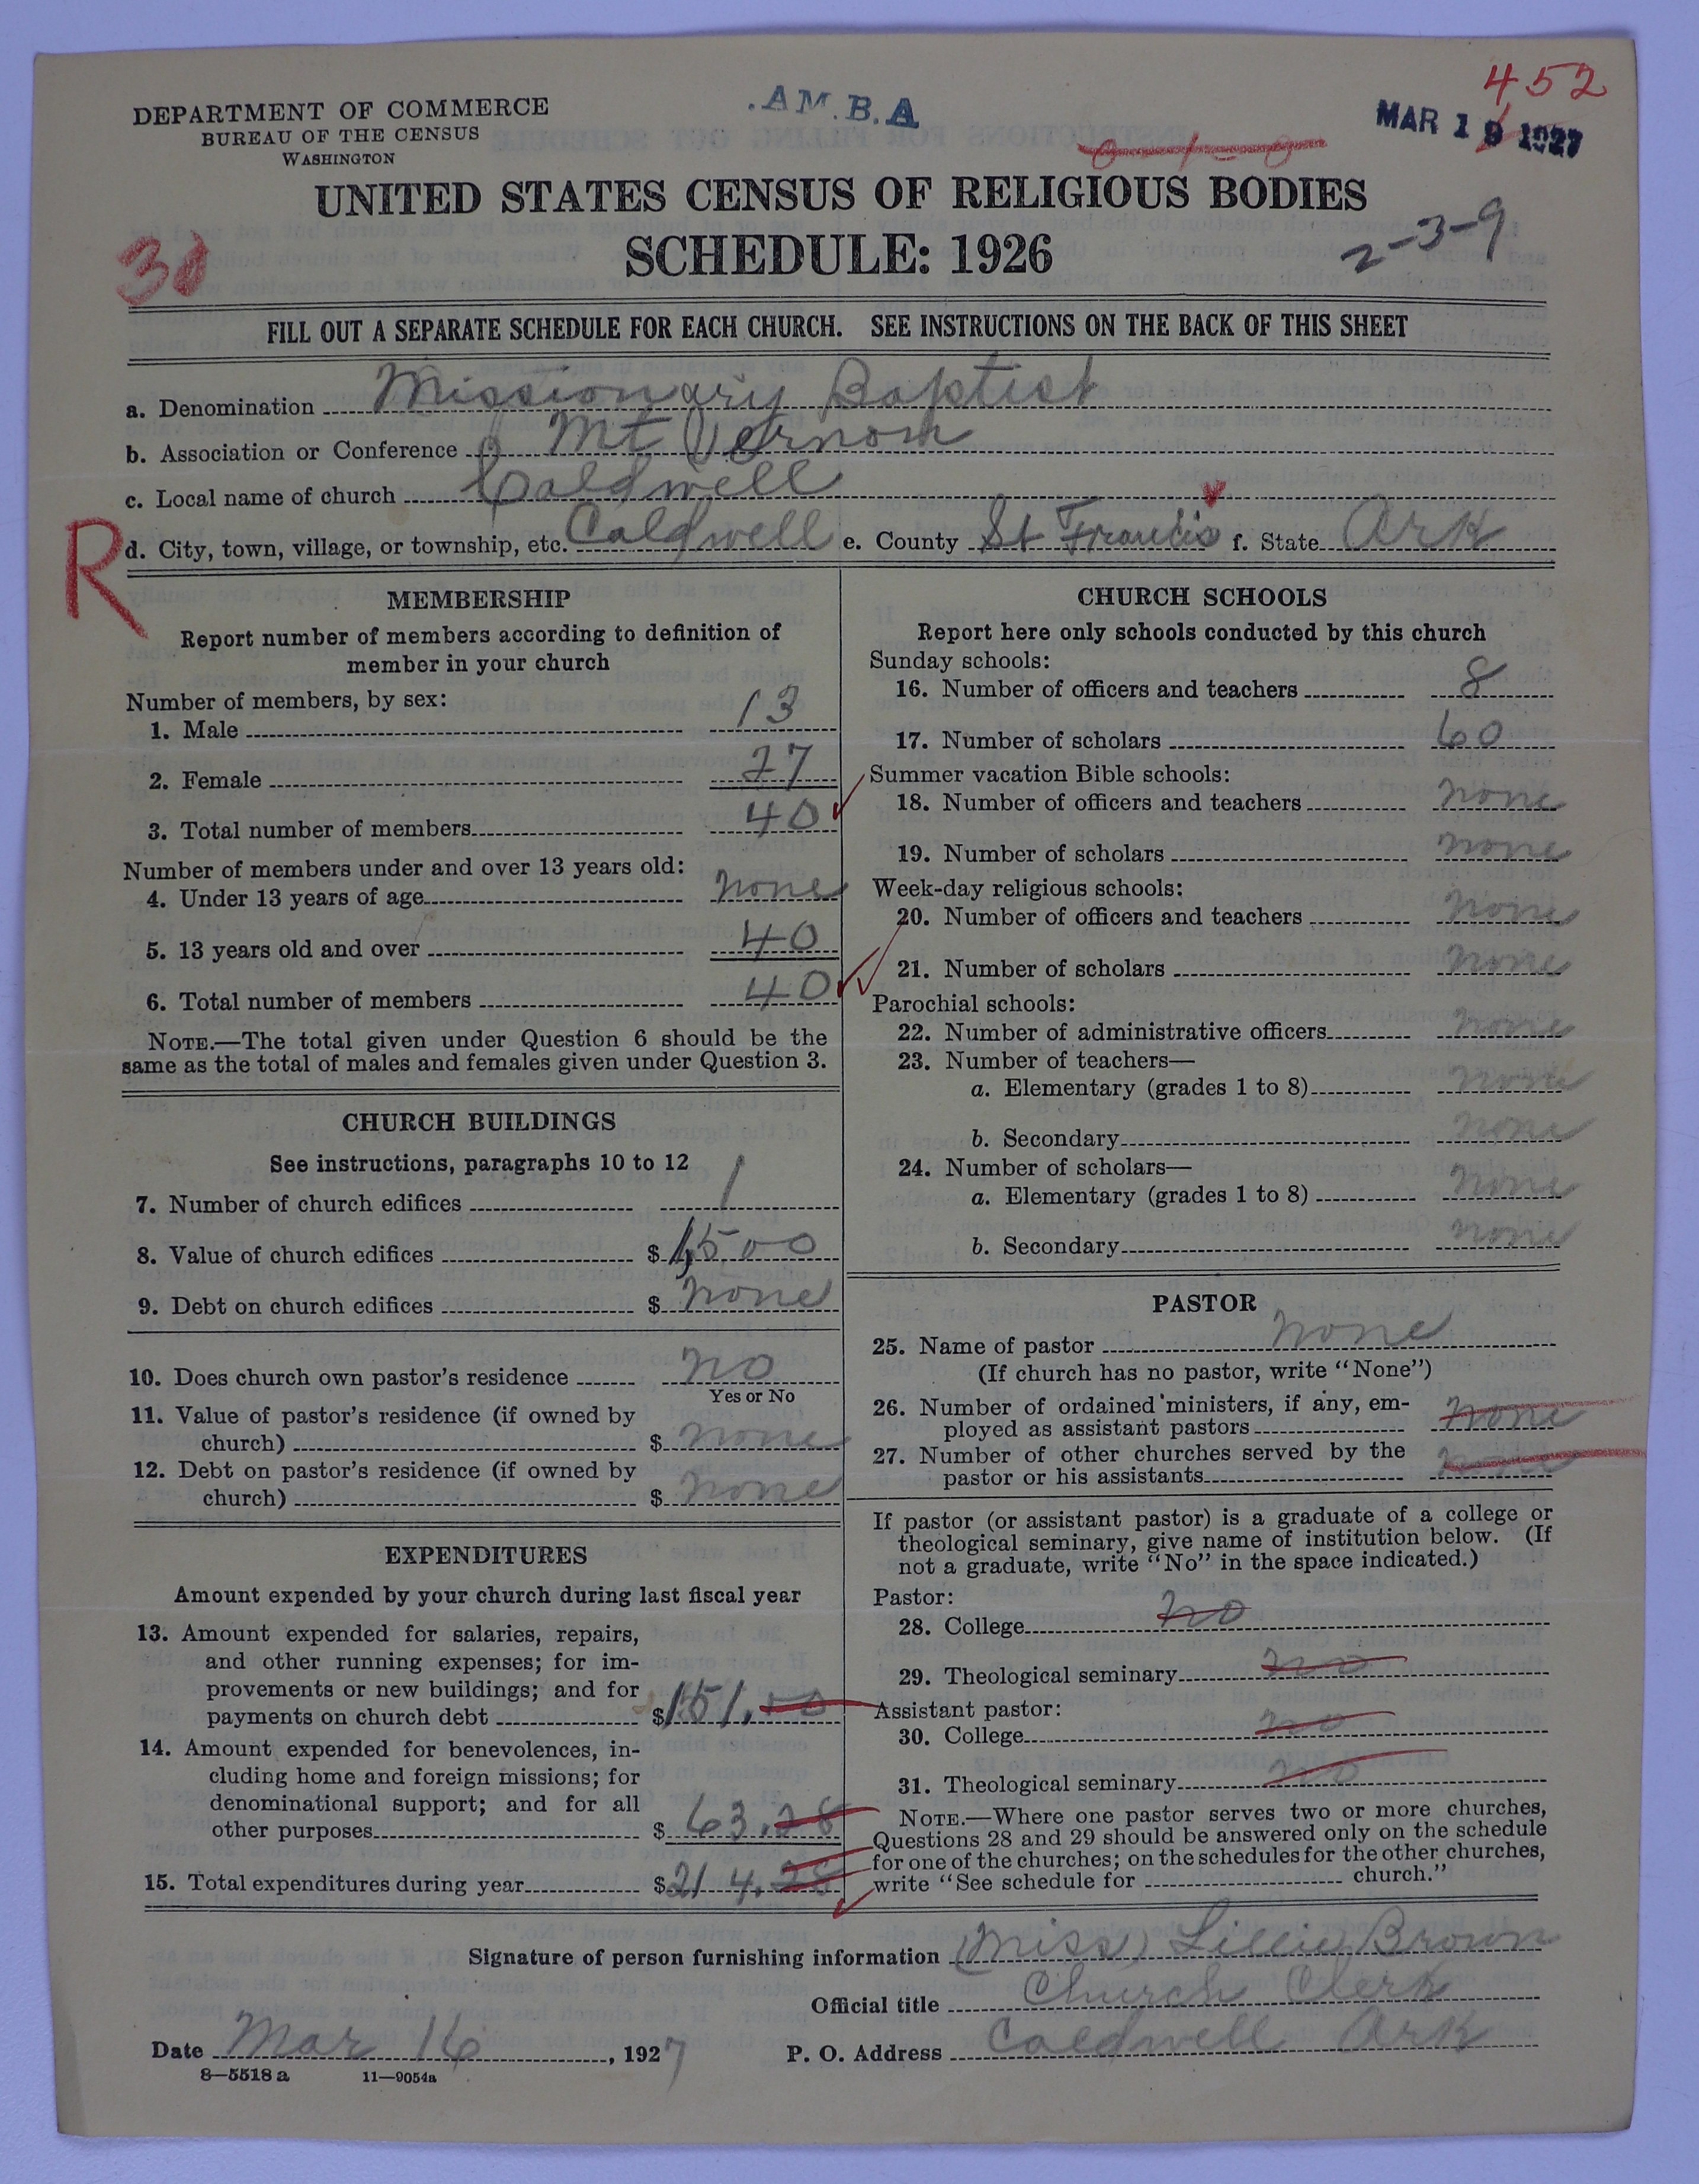 452
DEPARTMENT OF COMMERCE
BUREAU OF THE CENSUS
WASHINGTON
.AM.B.A
MAR 19 1927
0-1-0
UNITED STATES CENSUS OF RELIGIOUS BODIES
SCHEDULE: 1926
2-3-9
30
FILL OUT A SEPARATE SCHEDULE FOR EACH CHURCH. SEE INSTRUCTIONS ON THE BACK OF THIS SHEET
a. Denomination Missionary Baptist
b. Association or Conference Mt Vernom
c. Local name of church Caldwell
R
d. City, town, village, or township, etc. Caldwell e. County St Francis f. State Ark
MEMBERSHIP
Report number of members according to definition of
member in your church
Number of members, by sex:
1. Male 13
2. Female 27
3. Total number of members 40
Number of members under and over 13 years old:
4. Under 13 years of age none
5. 13 years old and over 40
6. Total number of members 40
NOTE.—The total given under Question 6 should be the
same as the total of males and females given under Question 3.
CHURCH BUILDINGS
See instructions, paragraphs 10 to 12
7. Number of church edifices 1
8. Value of church edifices $1,500
9. Debt on church edifices $ none
10. Does church own pastor's residence no
Yes or No
11. Value of pastor's residence (if owned by
church) $ none
12. Debt on pastor's residence (if owned by
church) $ none
EXPENDITURES
Amount expended by your church during last fiscal year
13. Amount expended for salaries, repairs,
and other running expenses; for im-
provements or new buildings; and for
payments on church debt $151.00
14. Amount expended for benevolences, in-
cluding home and foreign missions; for
denominational support; and for all
other purposes $ 63.28
15. Total expenditures during year $214.28
CHURCH SCHOOLS
Report here only schools conducted by this church
Sunday schools:
16. Number of officers and teachers 8
17. Number of scholars 60
Summer vacation Bible schools:
18. Number of officers and teachers none
19. Number of scholars none
Week-day religious schools:
20. Number of officers and teachers none
21. Number of scholars none
Parochial schools:
22. Number of administrative officers none
23. Number of teachers—
a. Elementary (grades 1 to 8) none
b. Secondary none
24. Number of scholars—
a. Elementary (grades 1 to 8) none
b. Secondary none
PASTOR
25. Name of pastor none
(If church has no pastor, write "None")
26. Number of ordained ministers, if any, em-
ployed as assistant pastors none
27. Number of other churches served by the
pastor or his assistants none
If pastor (or assistant pastor) is a graduate of a college or
theological seminary, give name of institution below. (If
not a graduate, write "No" in the space indicated.)
Pastor:
28. College no
29. Theological seminary no
Assistant pastor:
30. College no
31. Theological seminary no
NOTE.—Where one pastor serves two or more churches,
Questions 28 and 29 should be answered only on the schedule
for one of the churches; on the schedules for the other churches,
write "See schedule for church."
Signature of person furnishing information (Miss) Lillie Brown
Official title Church Clerk
Date Mar 16, 1927 P. O. Address Caldwell Ark
8—5518 a 11—9054a